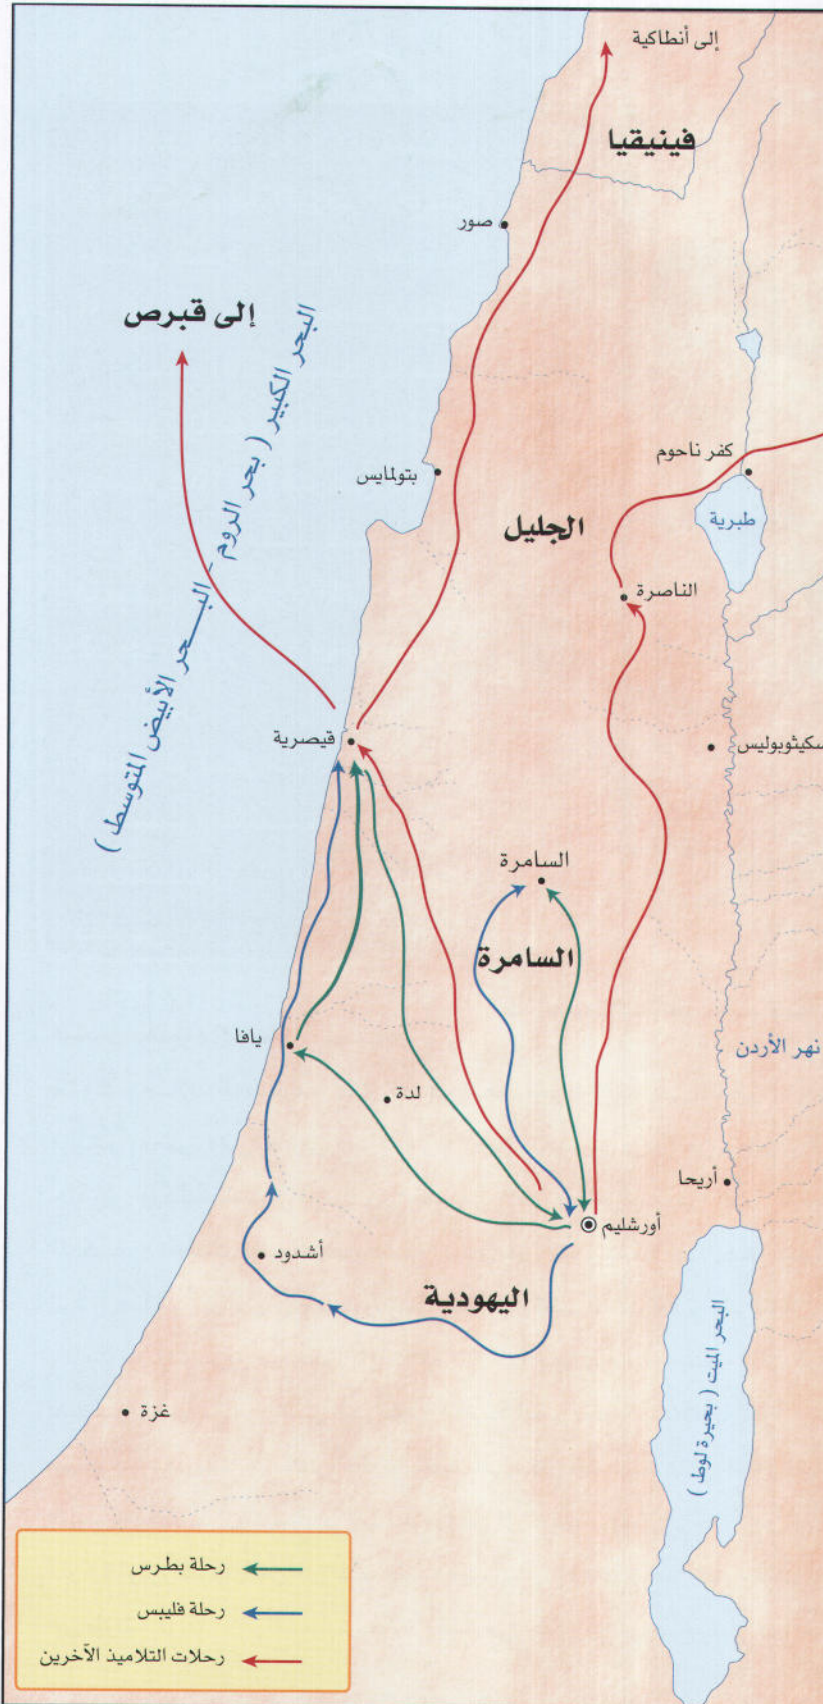 إلى أنطاكية
فينيقيا
صور
إلى قبرص
البحر الكبير ( بحر الروم - البحر الأبيض المتوسط )
كفر ناحوم
بتولمايس
طبرية
الجليل
الناصرة
قيصرية
سكيثوبوليس
السامرة
السامرة
يافا
نهر الأردن
لدة
أريحا
أورشليم
أشدود
اليهودية
البحر الميت ( بحيرة لوط )
غزة
رحلة بطرس
رحلة فليبس
رحلات التلاميذ الآخرين